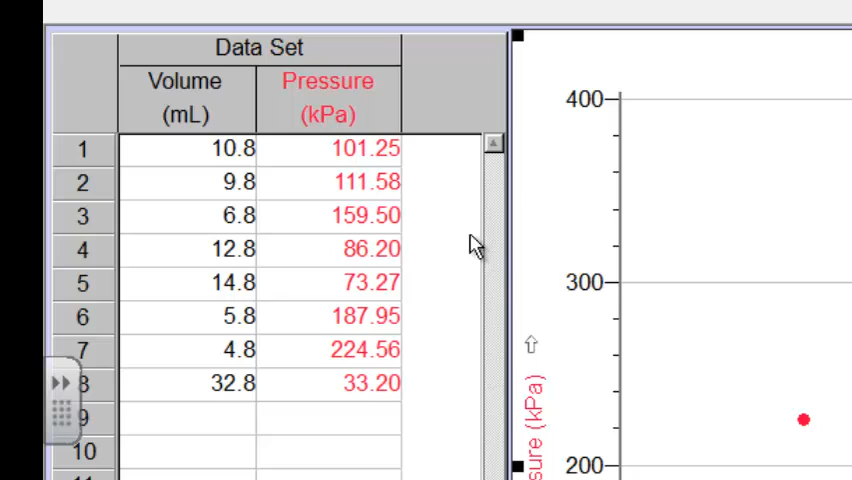 Data Set
Volume Pressure
(mL) (kPa)
1 10.8 101.25
2 9.8 111.58
3 6.8 159.50
4 12.8 86.20
5 14.8 73.27
6 5.8 187.95
7 4.8 224.56
8 32.8 33.20
9
10
400
300
200
(kPa)